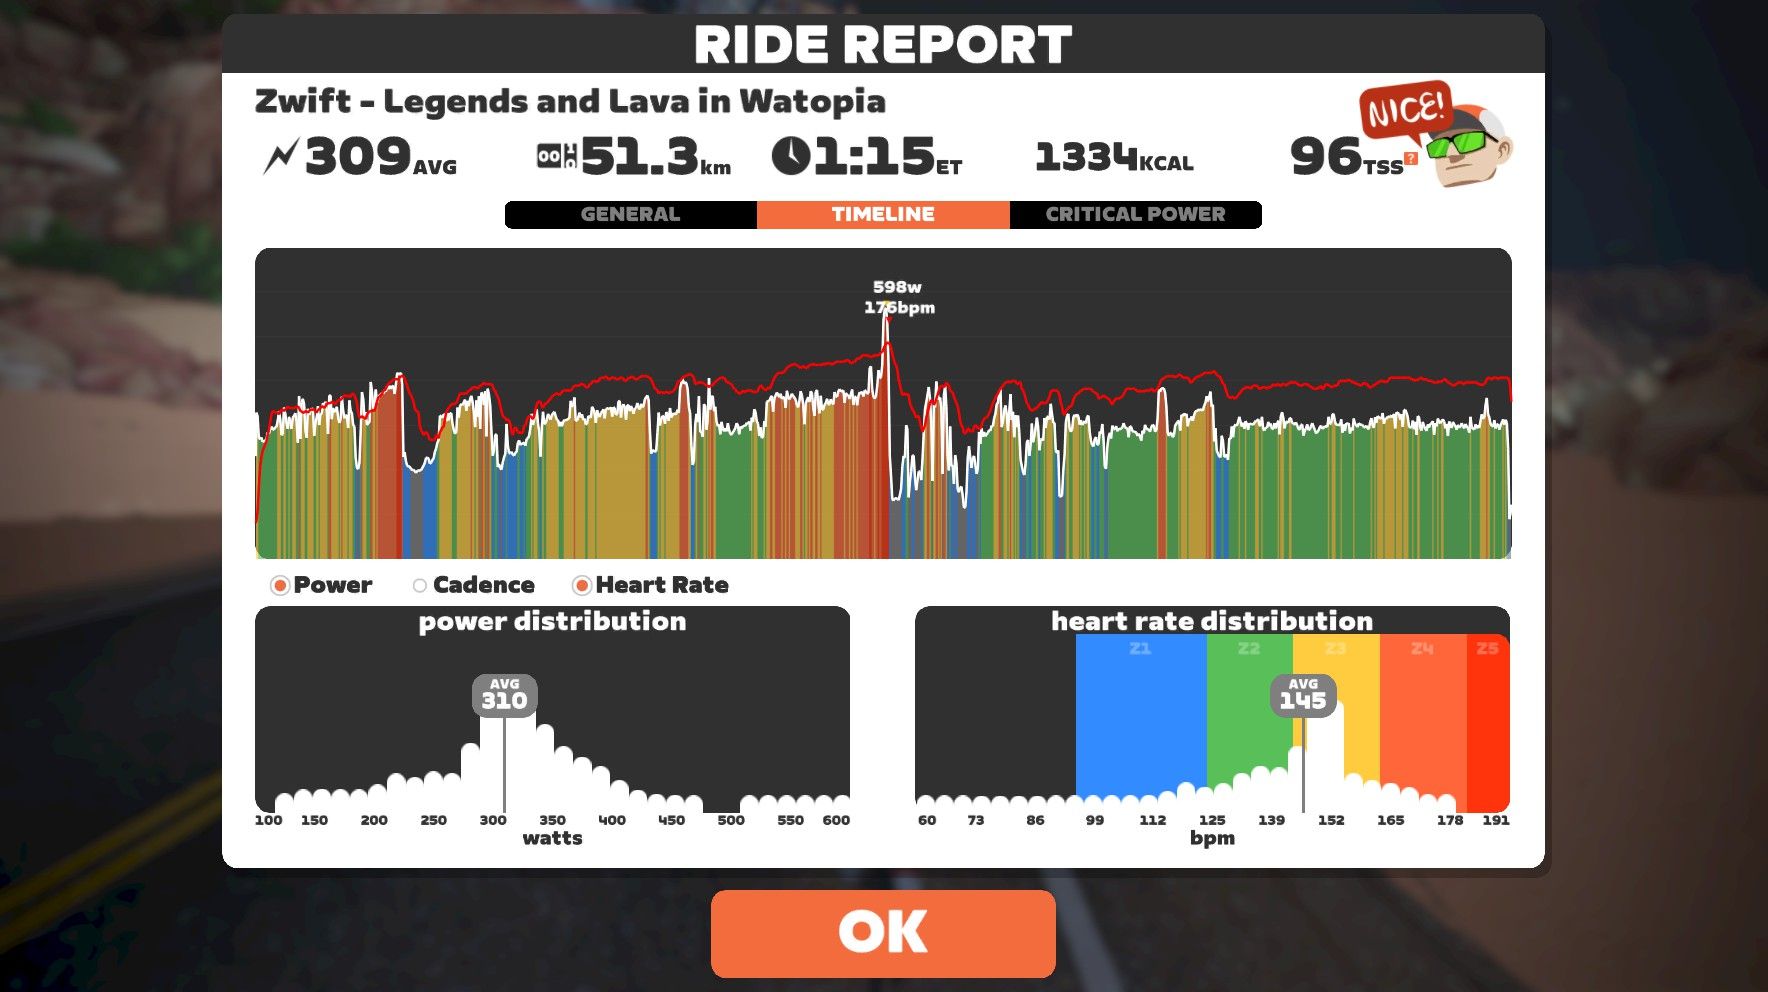 RIDE REPORT
Zwift - Legends and Lava in Watopia
NICE!
309AVG 51.3km 1:15ET 1334KCAL 96TSS?
GENERAL TIMELINE CRITICAL POWER
598w
176bpm
Power Cadence Heart Rate
power distribution
AVG
310
100 150 200 250 300 350 400 450 500 550 600
watts
heart rate distribution
Z1 Z2 Z3 Z4 Z5
AVG
145
60 73 86 99 112 125 139 152 165 178 191
bpm
OK